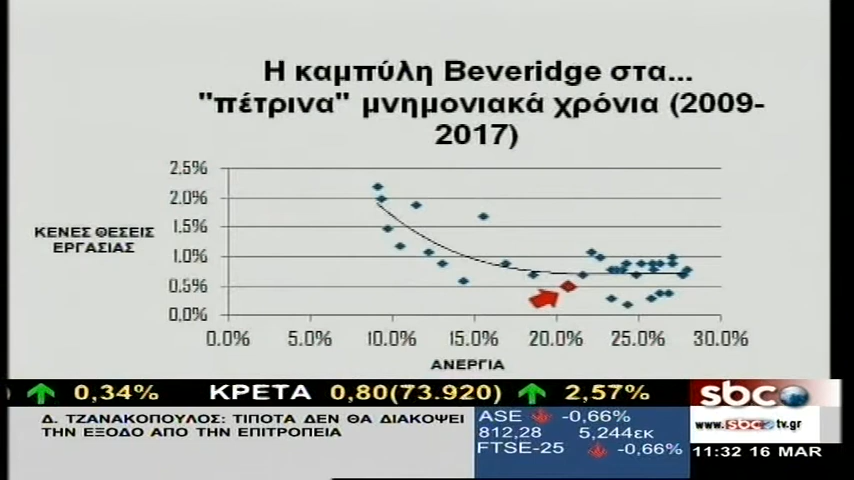 Η καμπύλη Beveridge στα...
"πέτρινα" μνημονιακά χρόνια (2009-
2017)
ΚΕΝΕΣ ΘΕΣΕΙΣ
ΕΡΓΑΣΙΑΣ
2.5%
2.0%
1.5%
1.0%
0.5%
0,0%
0.0%
5.0%
10.0%
15.0%
20.0%
25.0%
30.0%
ΑΝΕΡΓΙΑ
0,34% ΚΡΕΤΑ 0,80(73.920) 2,57%
sbc
www.sbctv.gr
Δ. ΤΖΑΝΑΚΟΠΟΥΛΟΣ: ΤΙΠΟΤΑ ΔΕΝ ΘΑ ΔΙΑΚΟΨΕΙ
ΤΗΝ ΕΞΟΔΟ ΑΠΟ ΤΗΝ ΕΠΙΤΡΟΠΕΙΑ
ASE -0,66%
812,28 5,244εκ
FTSE-25 -0,66%
11:32 16 MAR